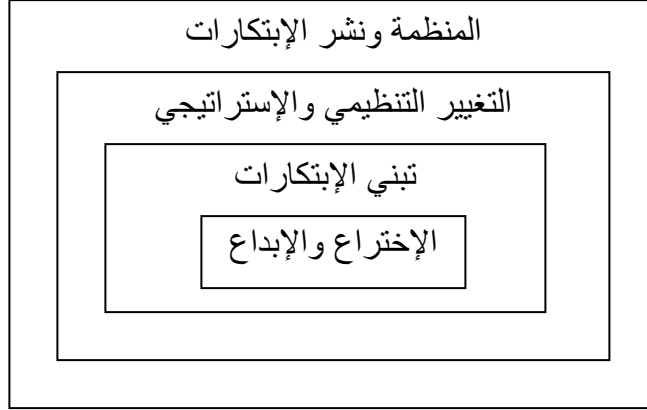 المنظمة ونشر الإبتكارات
التغيير التنظيمي والإستراتيجي
تبني الإبتكارات
الإختراع والإبداع